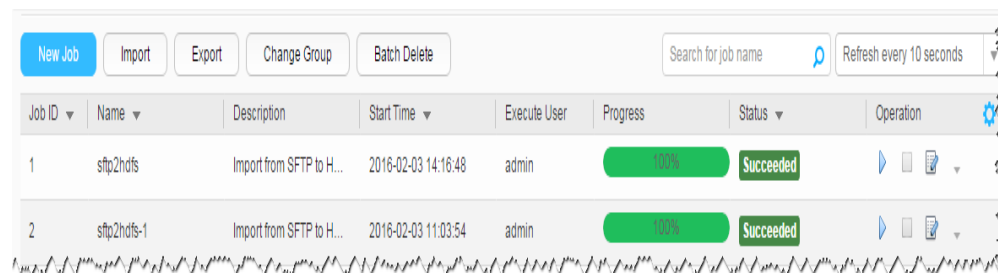 New Job Import Export Change Group Batch Delete Search for job name Refresh every 10 seconds
Job ID Name Description Start Time Execute User Progress Status Operation
1 sftp2hdfs Import from SFTP to H... 2016-02-03 14:16:48 admin 100% Succeeded
2 sftp2hdfs-1 Import from SFTP to H... 2016-02-03 11:03:54 admin 100% Succeeded